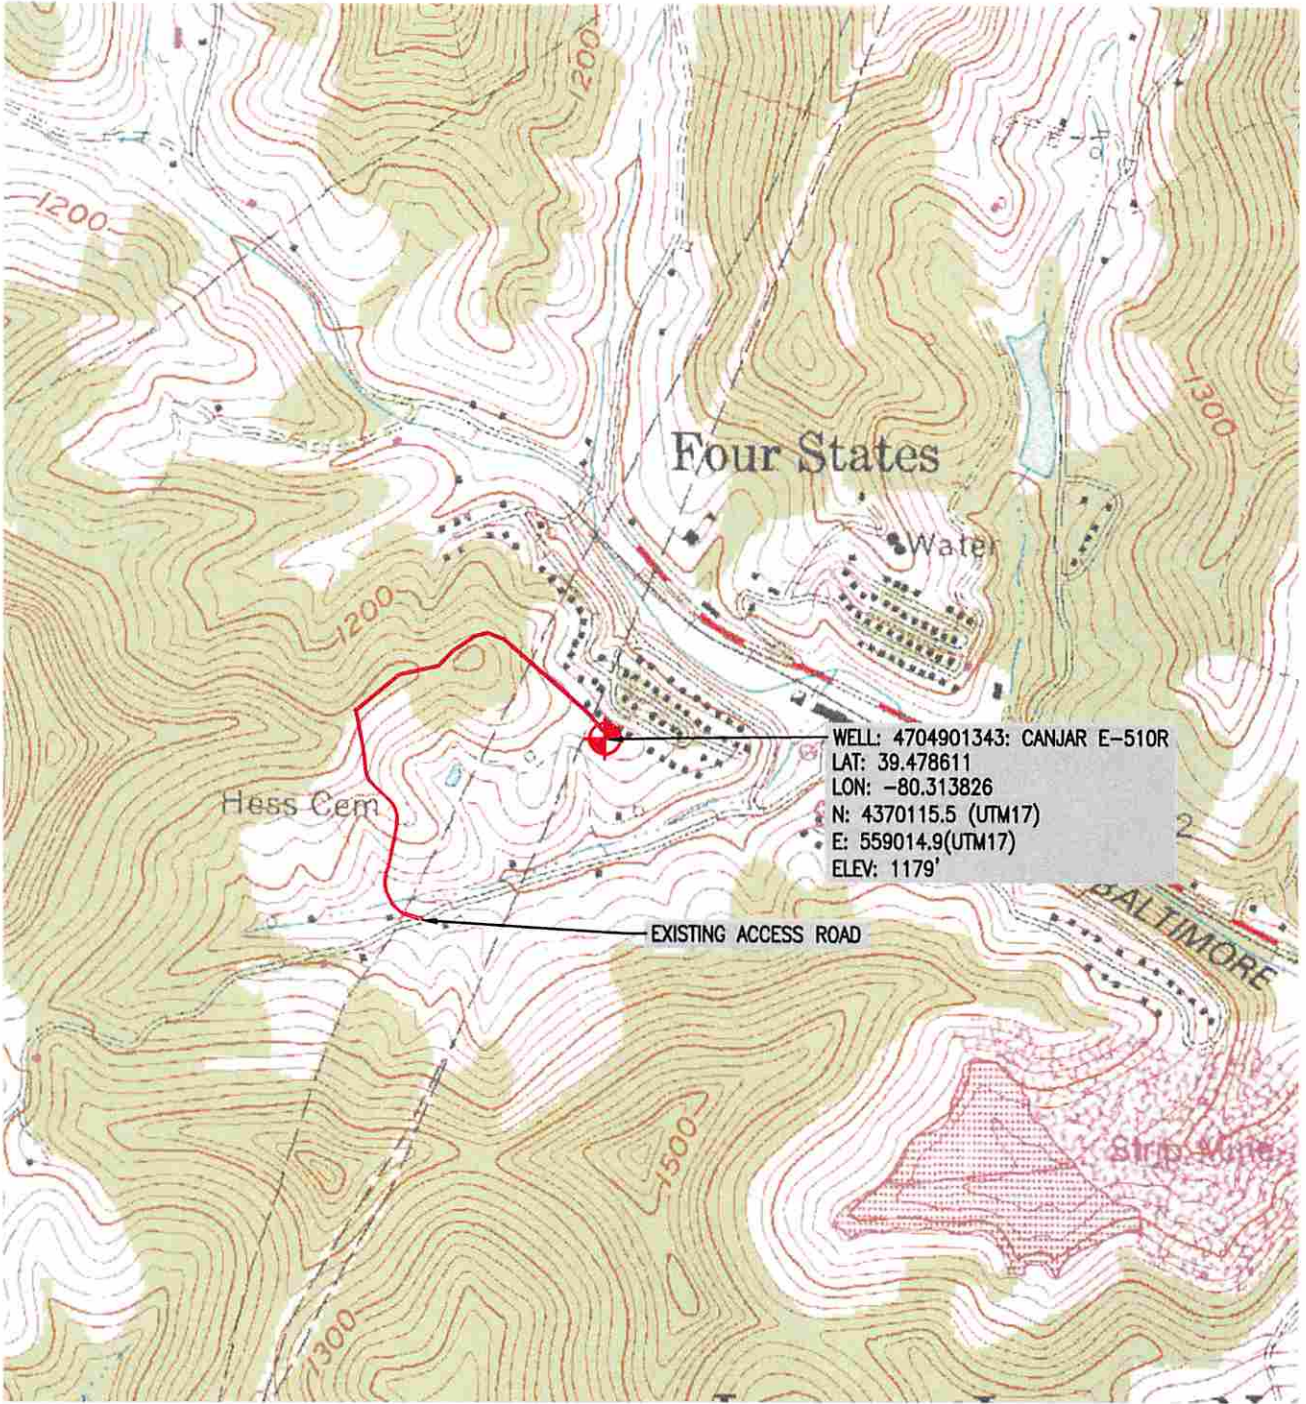 1200
1200
1300
Four States
Water
1200
WELL: 4704901343: CANJAR E-510R
LAT: 39.478611
LON: -80.313826
N: 4370115.5 (UTM17)
E: 559014.9(UTM17)
ELEV: 1179'
Hess Cem
2
BALTIMORE
EXISTING ACCESS ROAD
Strip Mine
1500
1300